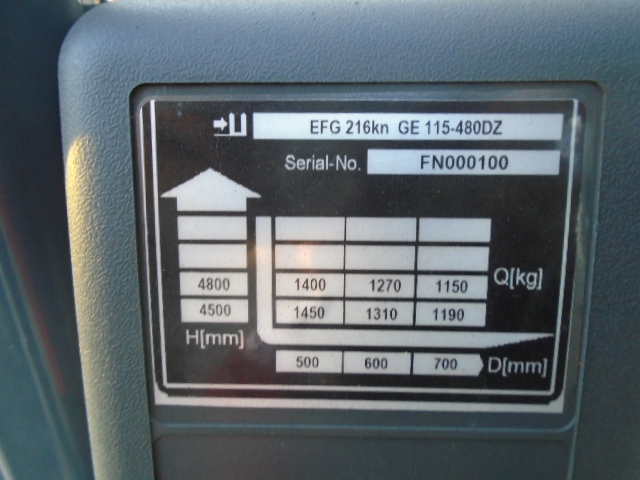 EFG 216kn GE 115-480DZ
Serial-No. FN000100
4800 1400 1270 1150 Q[kg]
4500 1450 1310 1190
H[mm]
500 600 700 D[mm]